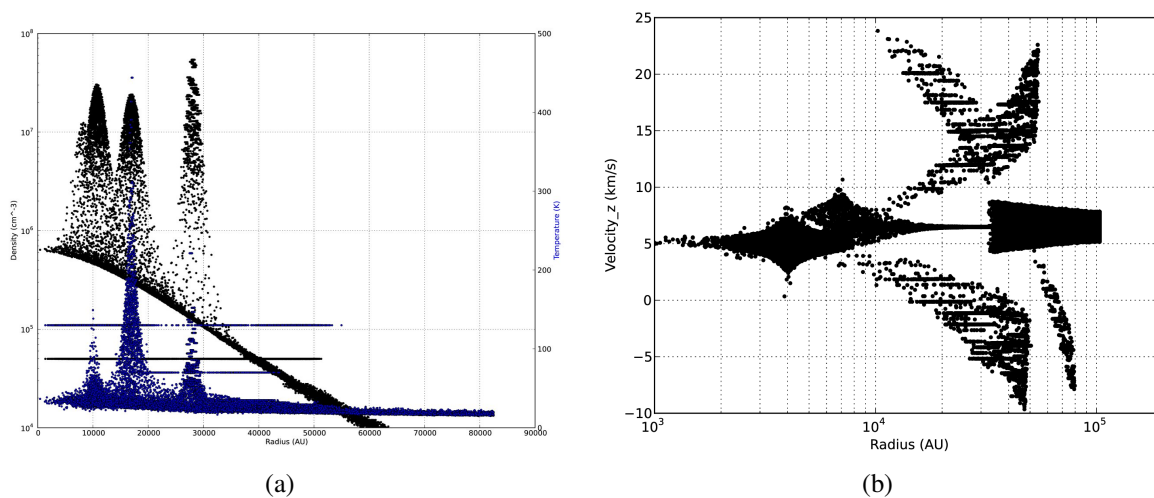 10^8
10^7
10^6
10^5
10^4
Density (cm^-3)
0 10000 20000 30000 40000 50000 60000 70000 80000 90000
Radius (AU)
500
400
300
200
100
0
Temperature (K)
(a)
25
20
15
10
5
0
−5
−10
Velocity_z (km/s)
10^3 10^4 10^5
Radius (AU)
(b)